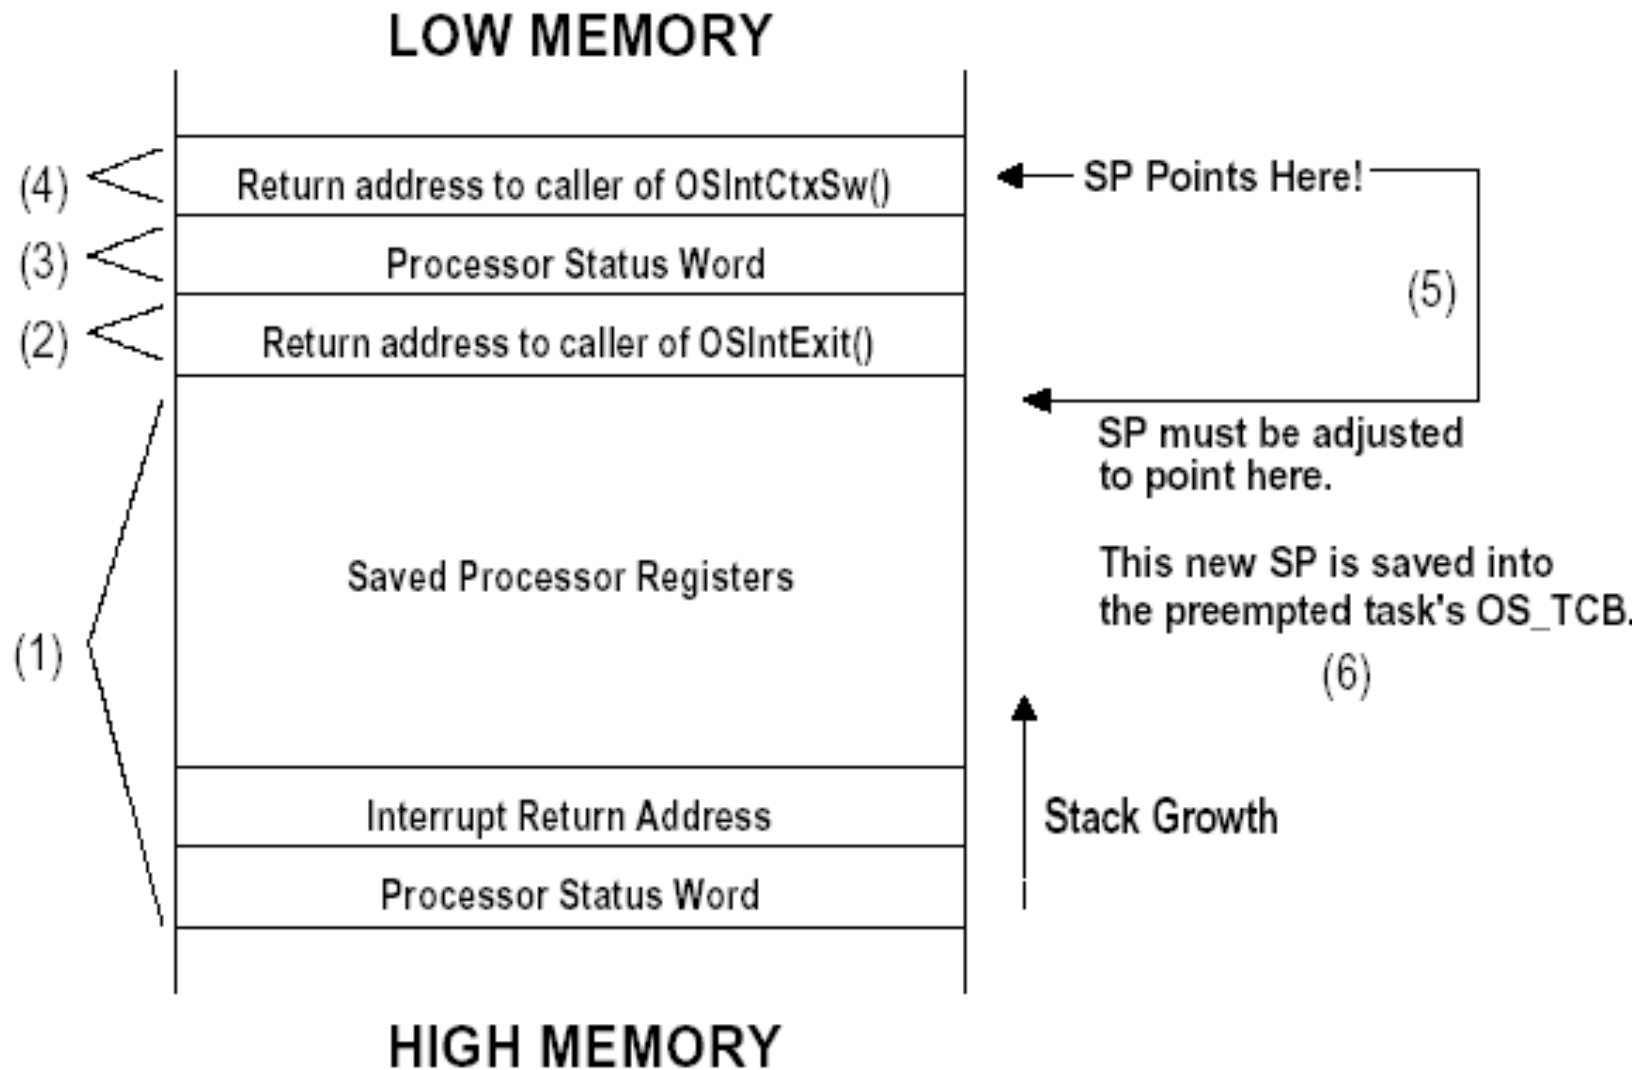 LOW MEMORY
(4)
Return address to caller of OSIntCtxSw()
SP Points Here!
(3)
Processor Status Word
(5)
(2)
Return address to caller of OSIntExit()
SP must be adjusted
to point here.
Saved Processor Registers
This new SP is saved into
the preempted task's OS_TCB.
(1)
(6)
Interrupt Return Address
Stack Growth
Processor Status Word
HIGH MEMORY